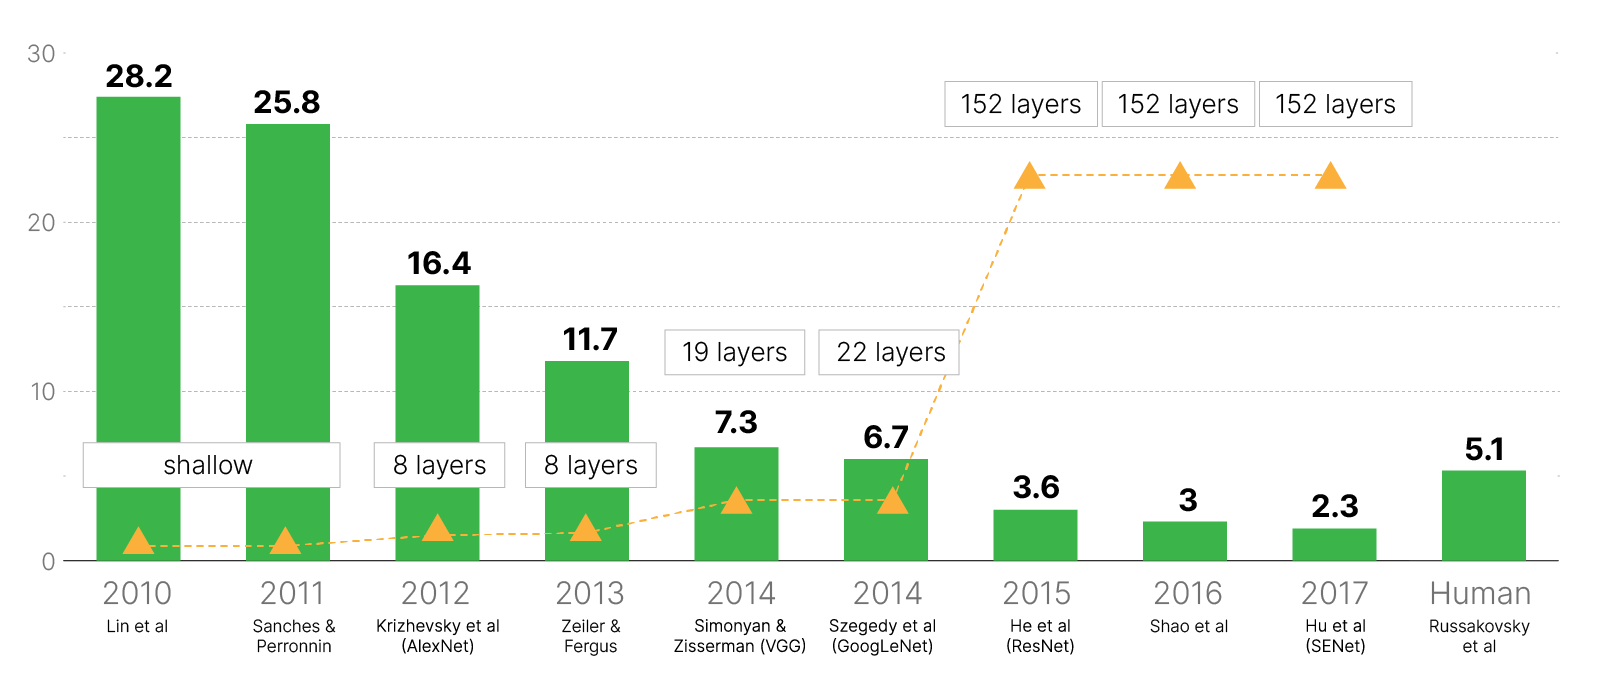 30
20
10
0
28.2
25.8
16.4
11.7
7.3
6.7
3.6
3
2.3
5.1
shallow
8 layers
8 layers
19 layers
22 layers
152 layers
152 layers
152 layers
2010
Lin et al
2011
Sanches &
Perronnin
2012
Krizhevsky et al
(AlexNet)
2013
Zeiler &
Fergus
2014
Simonyan &
Zisserman (VGG)
2014
Szegedy et al
(GoogLeNet)
2015
He et al
(ResNet)
2016
Shao et al
2017
Hu et al
(SENet)
Human
Russakovsky
et al